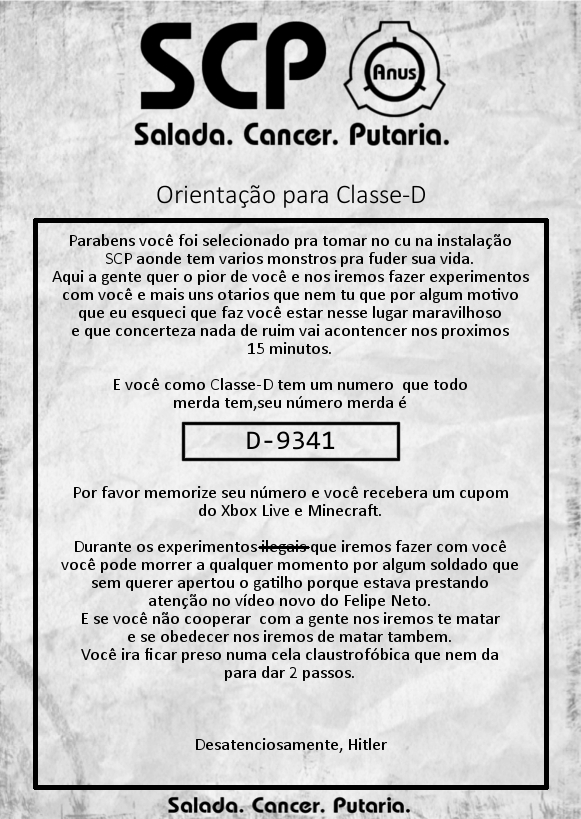 SCP
Anus
Salada. Cancer. Putaria.
Orientação para Classe-D
Parabens você foi selecionado pra tomar no cu na instalação
SCP aonde tem varios monstros pra fuder sua vida.
Aqui a gente quer o pior de você e nos iremos fazer experimentos
com você e mais uns otarios que nem tu que por algum motivo
que eu esqueci que faz você estar nesse lugar maravilhoso
e que concerteza nada de ruim vai acontencer nos proximos
15 minutos.
E você como Classe-D tem um numero que todo
merda tem,seu número merda é
D-9341
Por favor memorize seu número e você recebera um cupom
do Xbox Live e Minecraft.
Durante os experimentos ilegais que iremos fazer com você
você pode morrer a qualquer momento por algum soldado que
sem querer apertou o gatilho porque estava prestando
atenção no vídeo novo do Felipe Neto.
E se você não cooperar com a gente nos iremos te matar
e se obedecer nos iremos de matar tambem.
Você ira ficar preso numa cela claustrofóbica que nem da
para dar 2 passos.
Desatenciosamente, Hitler
Salada. Cancer. Putaria.